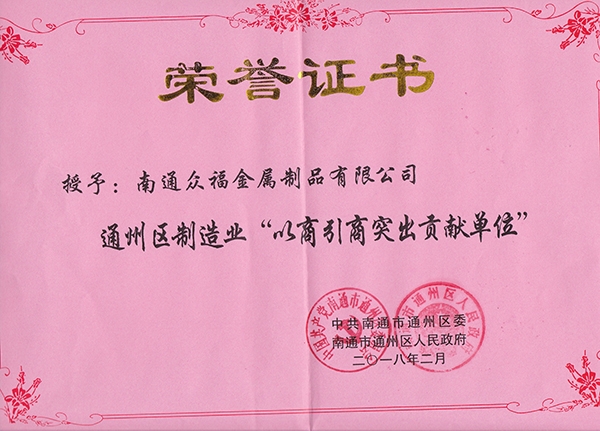 荣誉证书
授予：南通众福金属制品有限公司
通州区制造业“以商引商突出贡献单位”
中共南通市通州区委
南通市通州区人民政府
二〇一八年二月